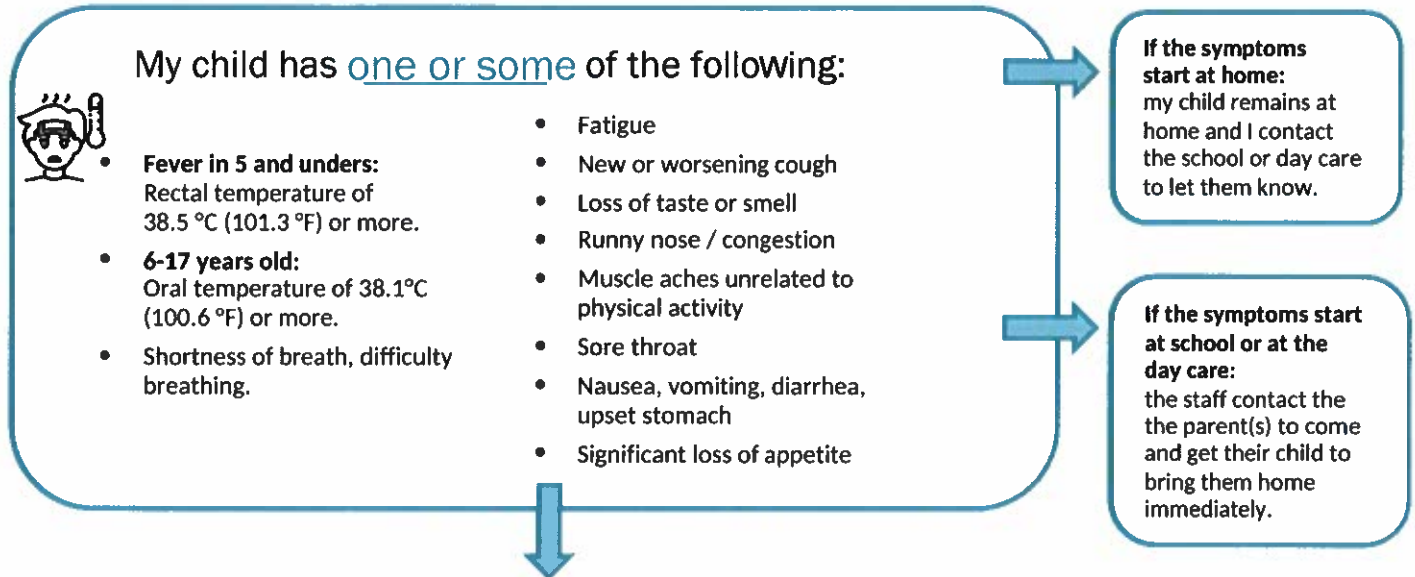 My child has one or some of the following:
• Fever in 5 and unders:
Rectal temperature of
38.5 °C (101.3 °F) or more.
• 6-17 years old:
Oral temperature of 38.1°C
(100.6 °F) or more.
• Shortness of breath, difficulty
breathing.
• Fatigue
• New or worsening cough
• Loss of taste or smell
• Runny nose / congestion
• Muscle aches unrelated to
physical activity
• Sore throat
• Nausea, vomiting, diarrhea,
upset stomach
• Significant loss of appetite
If the symptoms
start at home:
my child remains at
home and I contact
the school or day care
to let them know.
If the symptoms start
at school or at the
day care:
the staff contact the
the parent(s) to come
and get their child to
bring them home
immediately.